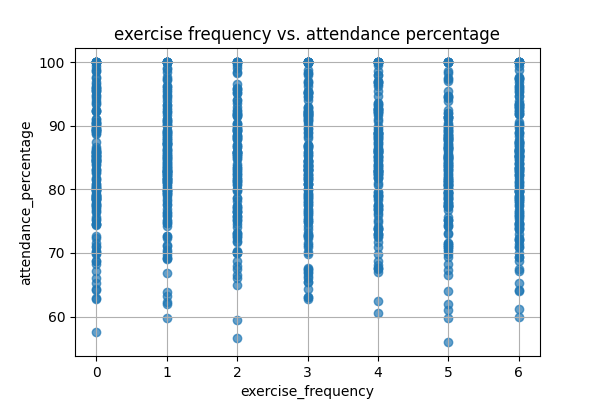 exercise frequency vs. attendance percentage
attendance_percentage
100
90
80
70
60
0 1 2 3 4 5 6
exercise_frequency